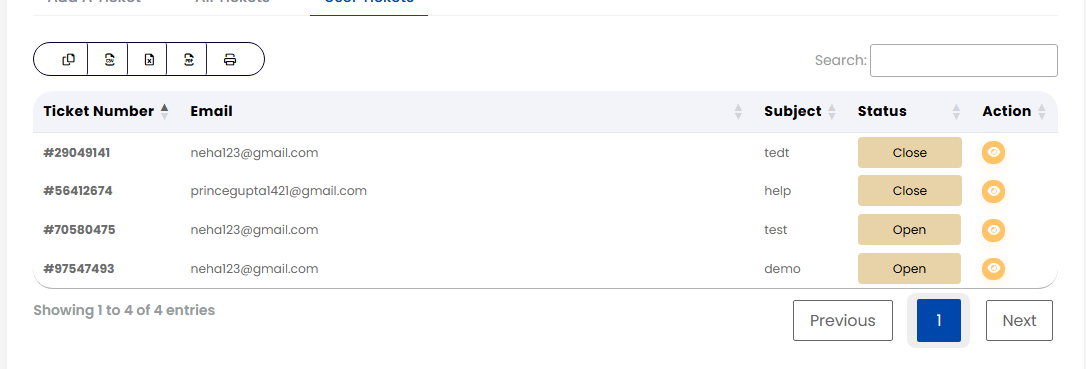 Add A Ticket All Tickets User Tickets
CSV PDF
Search:
Ticket Number Email Subject Status Action
#29049141 neha123@gmail.com tedt Close
#56412674 princegupta1421@gmail.com help Close
#70580475 neha123@gmail.com test Open
#97547493 neha123@gmail.com demo Open
Showing 1 to 4 of 4 entries
Previous 1 Next